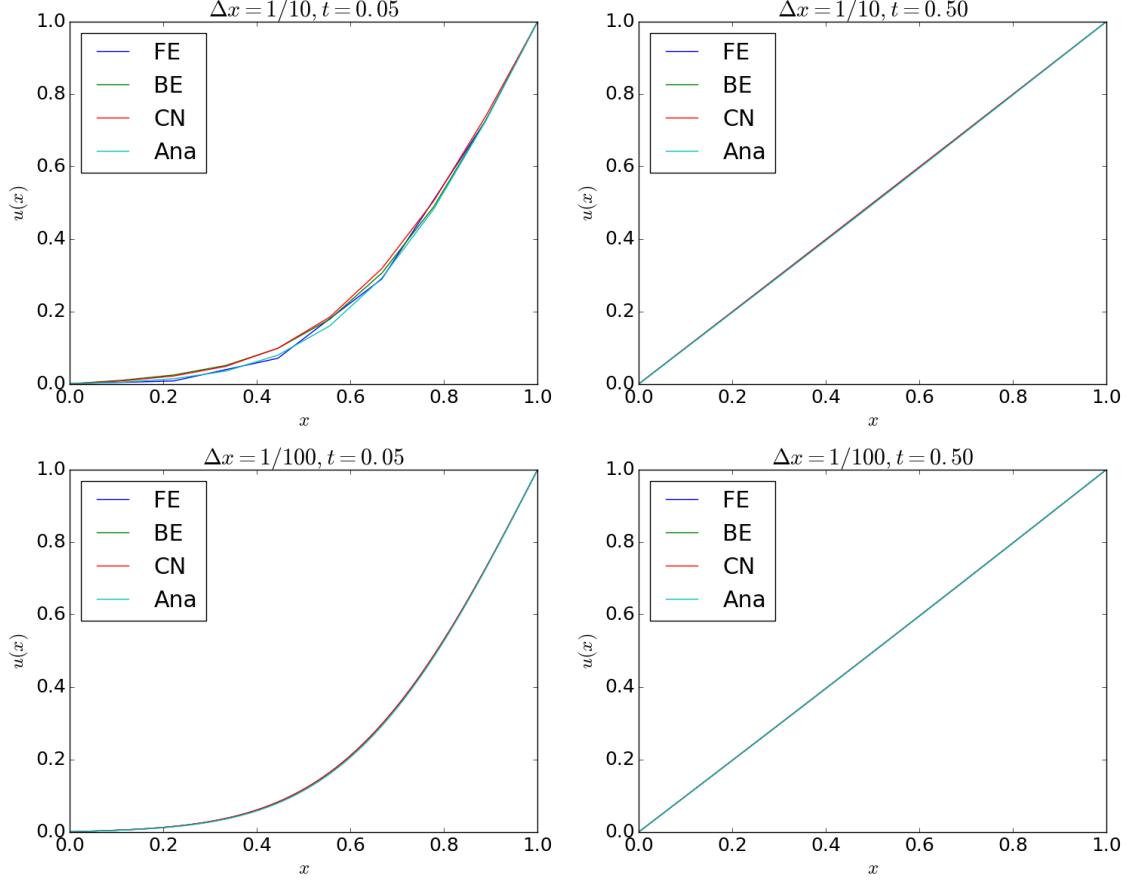 Δx = 1/10, t = 0.05
1.0
0.8
0.6
0.4
0.2
0.0
u(x)
FE
BE
CN
Ana
0.0 0.2 0.4 0.6 0.8 1.0
x
Δx = 1/10, t = 0.50
1.0
0.8
0.6
0.4
0.2
0.0
u(x)
FE
BE
CN
Ana
0.0 0.2 0.4 0.6 0.8 1.0
x
Δx = 1/100, t = 0.05
1.0
0.8
0.6
0.4
0.2
0.0
u(x)
FE
BE
CN
Ana
0.0 0.2 0.4 0.6 0.8 1.0
x
Δx = 1/100, t = 0.50
1.0
0.8
0.6
0.4
0.2
0.0
u(x)
FE
BE
CN
Ana
0.0 0.2 0.4 0.6 0.8 1.0
x